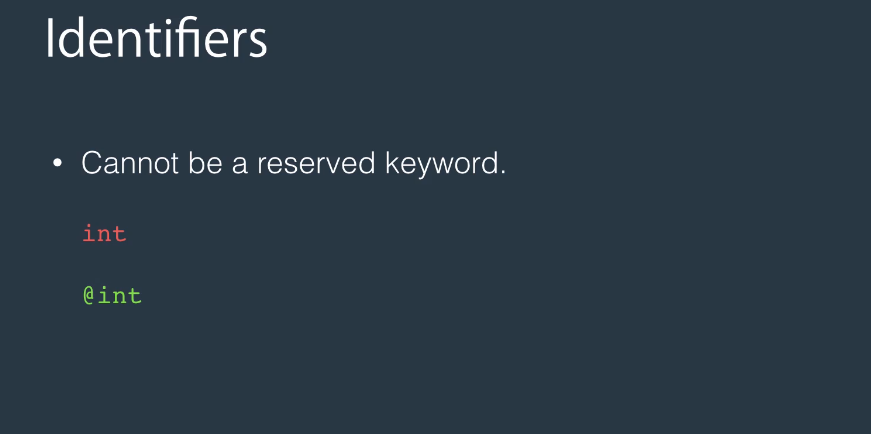 Identifiers
• Cannot be a reserved keyword.
int
@int